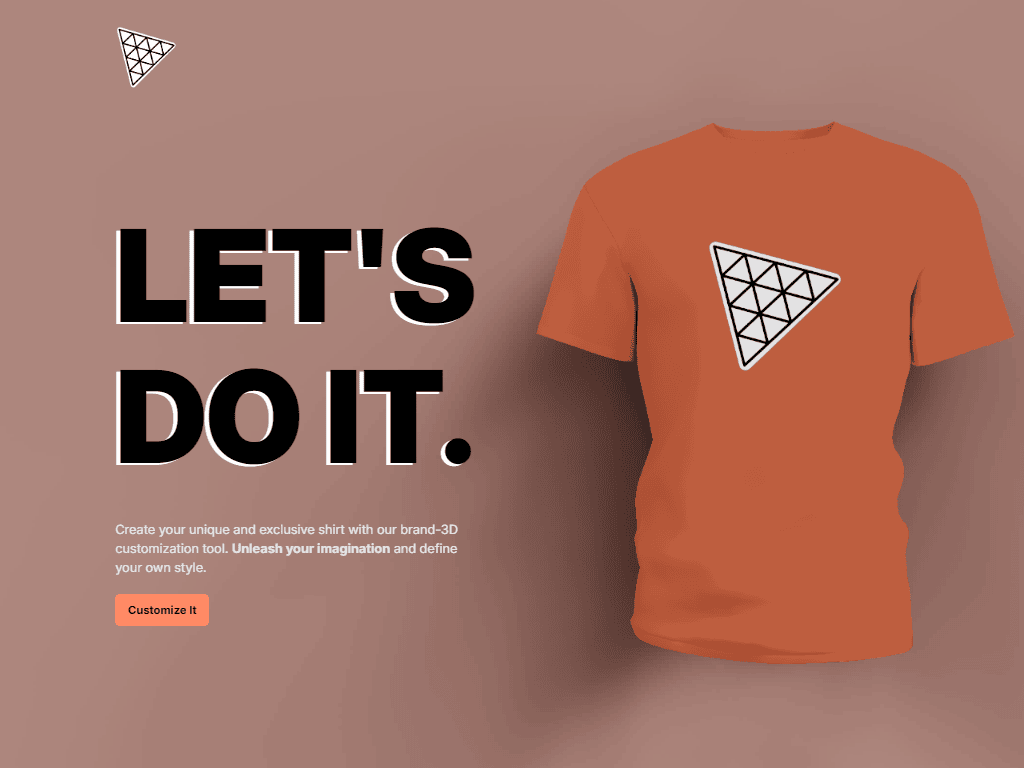 LET'S
DO IT.
Create your unique and exclusive shirt with our brand-3D
customization tool. Unleash your imagination and define
your own style.
Customize It